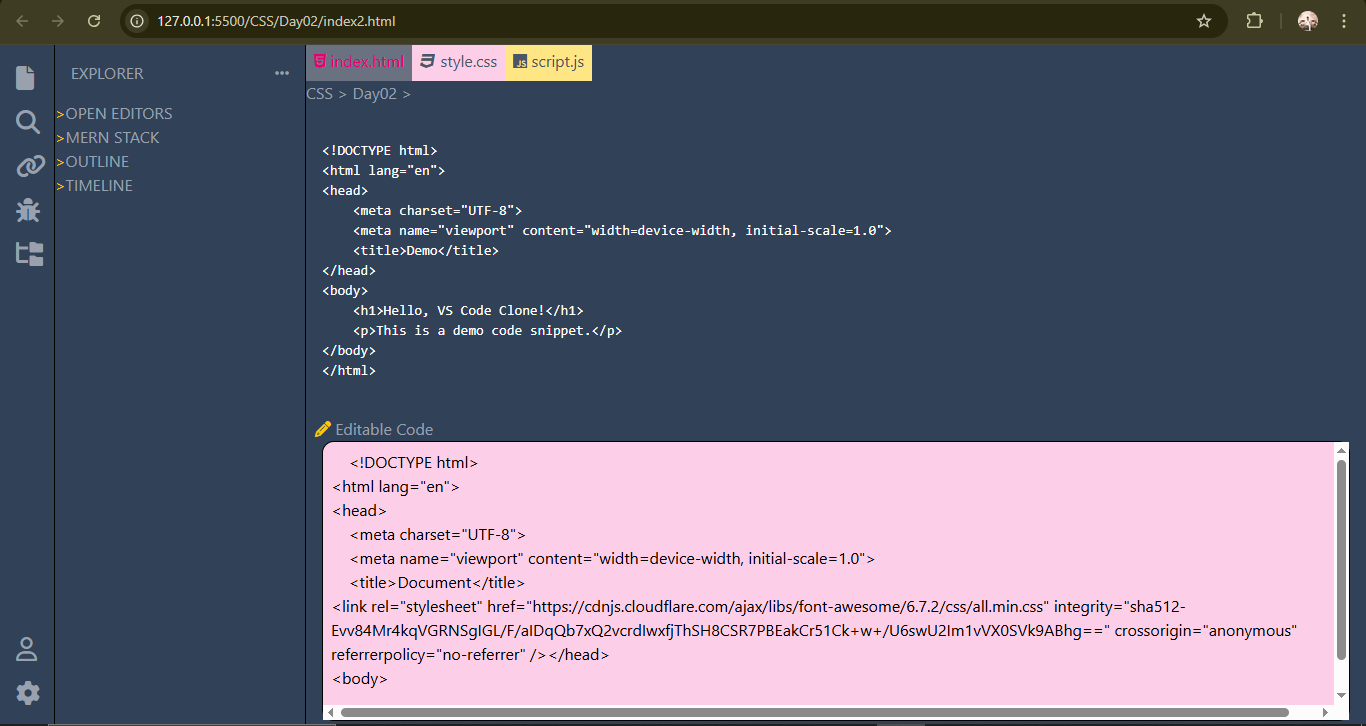 127.0.0.1:5500/CSS/Day02/index2.html
EXPLORER
>OPEN EDITORS
>MERN STACK
>OUTLINE
>TIMELINE
index.html style.css JS script.js
CSS > Day02 >
<!DOCTYPE html>
<html lang="en">
<head>
    <meta charset="UTF-8">
    <meta name="viewport" content="width=device-width, initial-scale=1.0">
    <title>Demo</title>
</head>
<body>
    <h1>Hello, VS Code Clone!</h1>
    <p>This is a demo code snippet.</p>
</body>
</html>
Editable Code
    <!DOCTYPE html>
<html lang="en">
<head>
    <meta charset="UTF-8">
    <meta name="viewport" content="width=device-width, initial-scale=1.0">
    <title>Document</title>
<link rel="stylesheet" href="https://cdnjs.cloudflare.com/ajax/libs/font-awesome/6.7.2/css/all.min.css" integrity="sha512-
Evv84Mr4kqVGRNSgIGL/F/aIDqQb7xQ2vcrdIwxfjThSH8CSR7PBEakCr51Ck+w+/U6swU2Im1vVX0SVk9ABhg==" crossorigin="anonymous"
referrerpolicy="no-referrer" /></head>
<body>